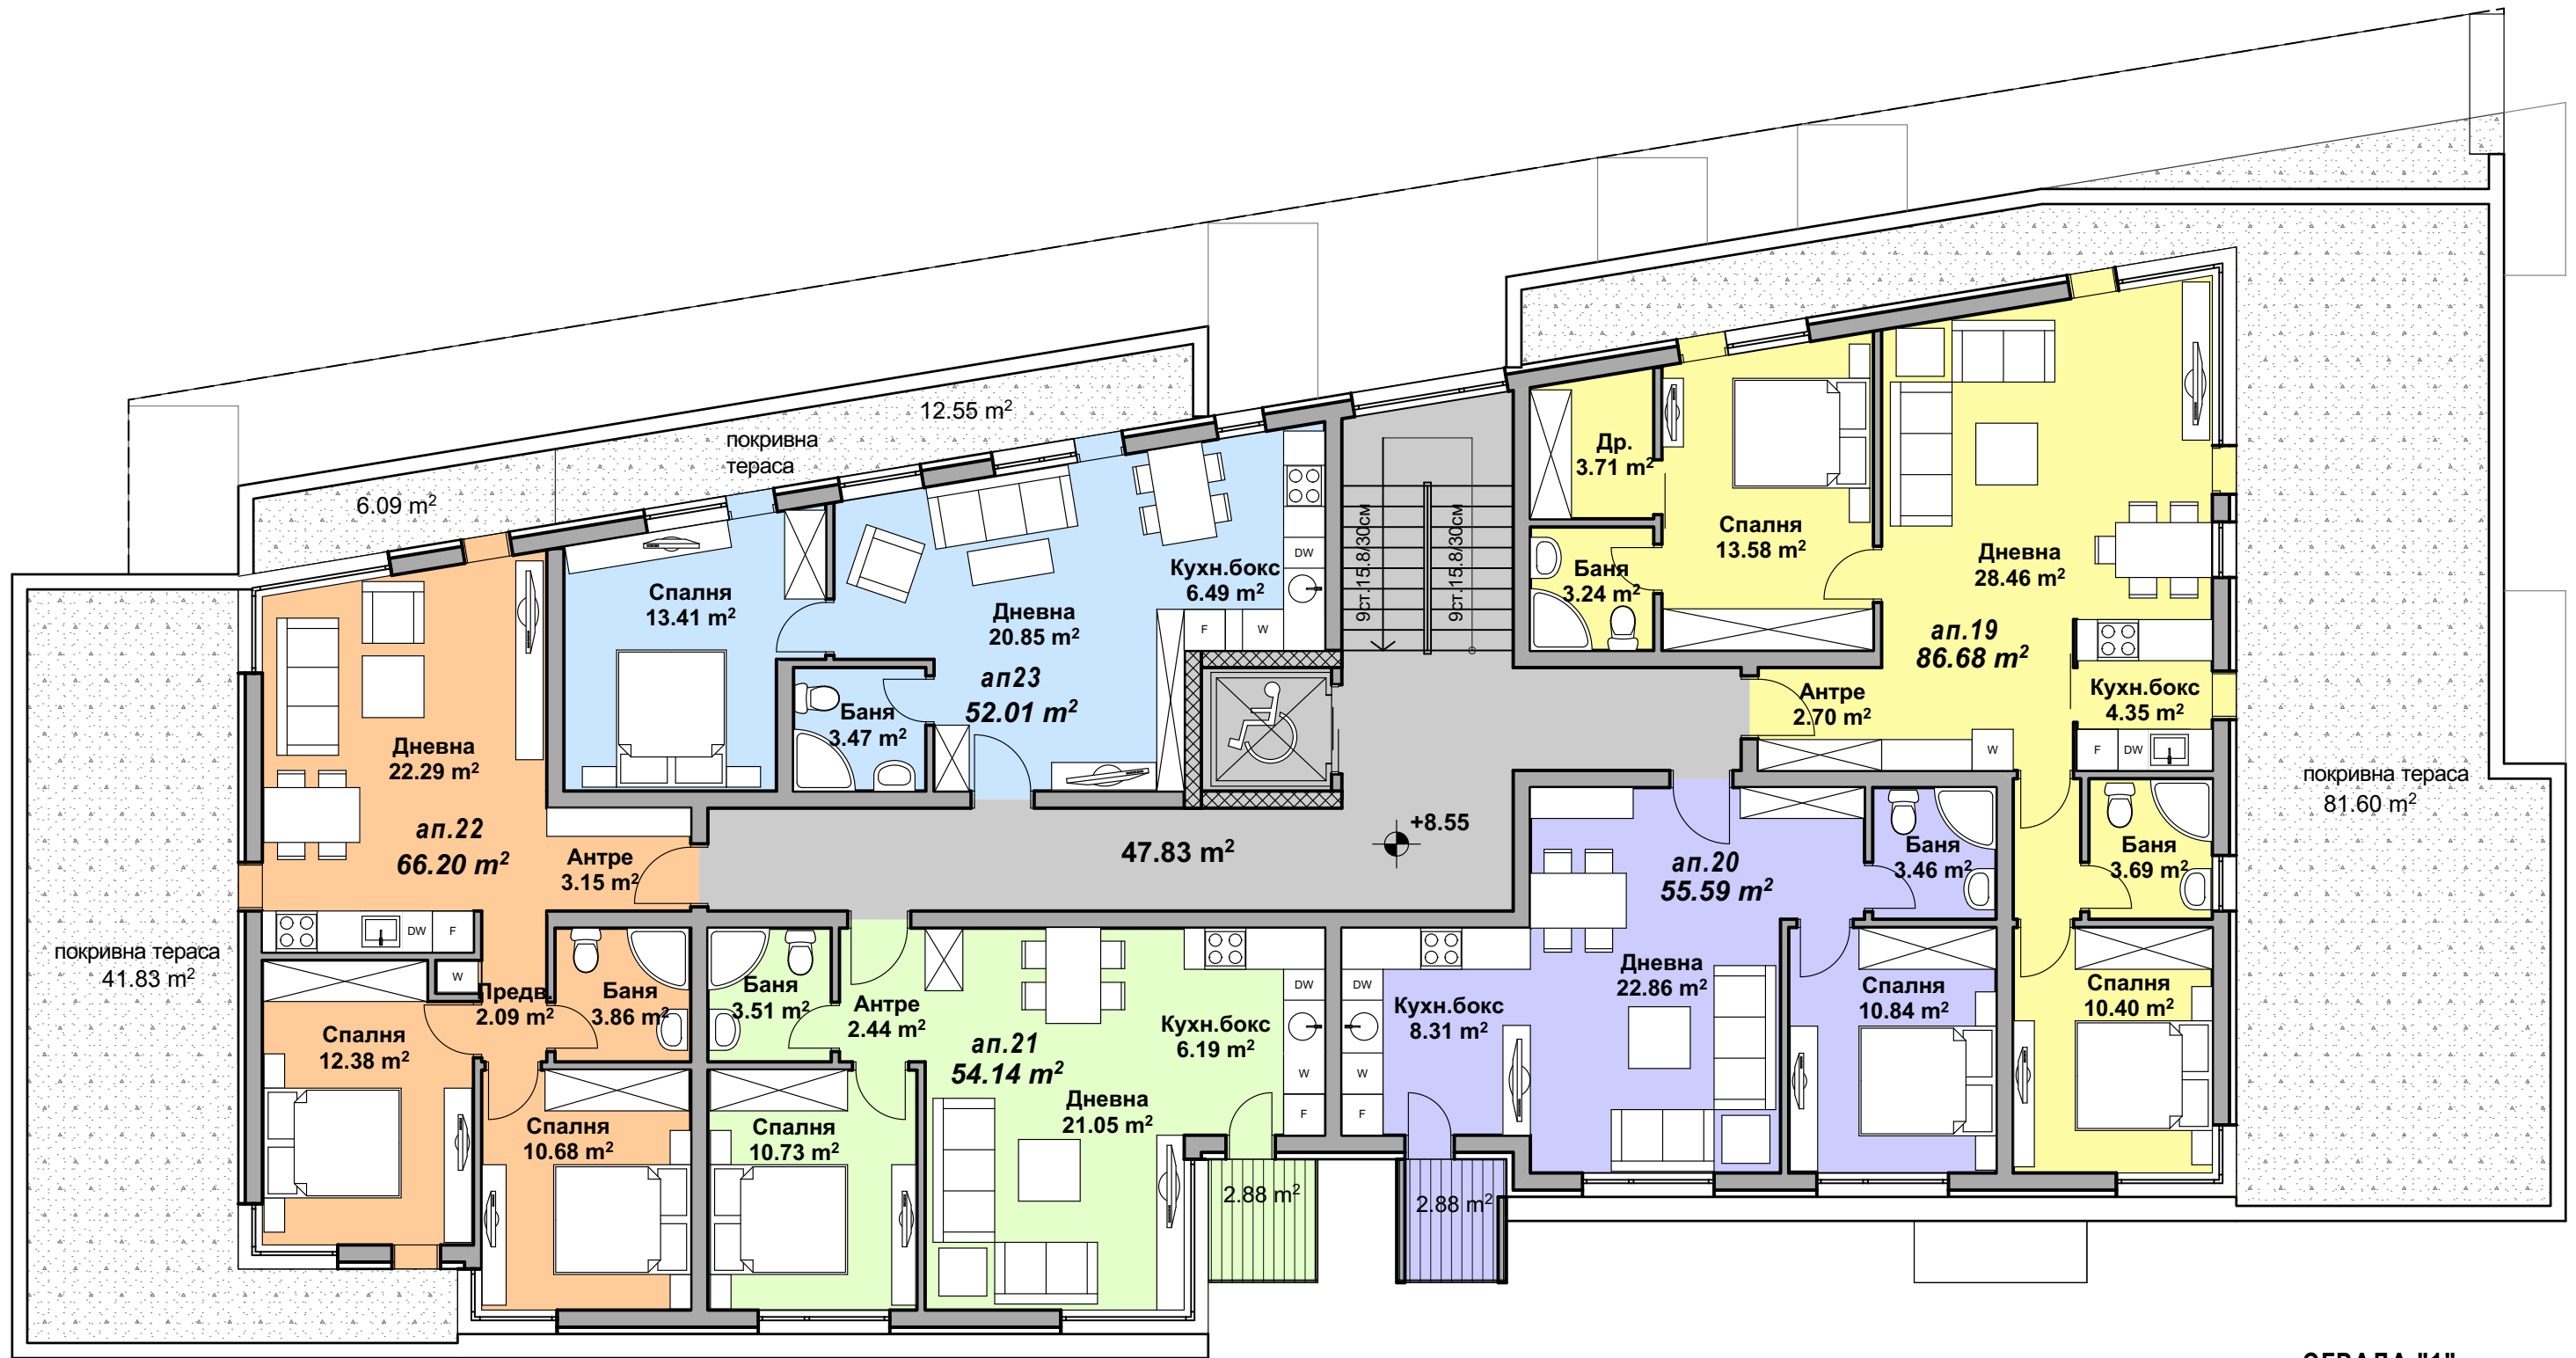 12.55 m²
покривна
тераса
6.09 m²
Др.
3.71 m²
Спалня
13.58 m²
Дневна
28.46 m²
Баня
3.24 m²
ап.19
86.68 m²
Антре
2.70 m²
Кухн.бокс
4.35 m²
F
DW
W
Баня
3.69 m²
Спалня
10.40 m²
покривна тераса
81.60 m²
9ст.15.8/30см
9ст.15.8/30см
Спалня
13.41 m²
Дневна
20.85 m²
Кухн.бокс
6.49 m²
DW
F
W
ап23
52.01 m²
Баня
3.47 m²
Дневна
22.29 m²
ап.22
66.20 m²
Антре
3.15 m²
DW
F
W
Предв.
2.09 m²
Баня
3.86 m²
Спалня
12.38 m²
Спалня
10.68 m²
покривна тераса
41.83 m²
47.83 m²
+8.55
Баня
3.51 m²
Антре
2.44 m²
ап.21
54.14 m²
Кухн.бокс
6.19 m²
DW
W
F
Дневна
21.05 m²
Спалня
10.73 m²
2.88 m²
ап.20
55.59 m²
Баня
3.46 m²
Дневна
22.86 m²
Кухн.бокс
8.31 m²
DW
W
F
Спалня
10.84 m²
2.88 m²